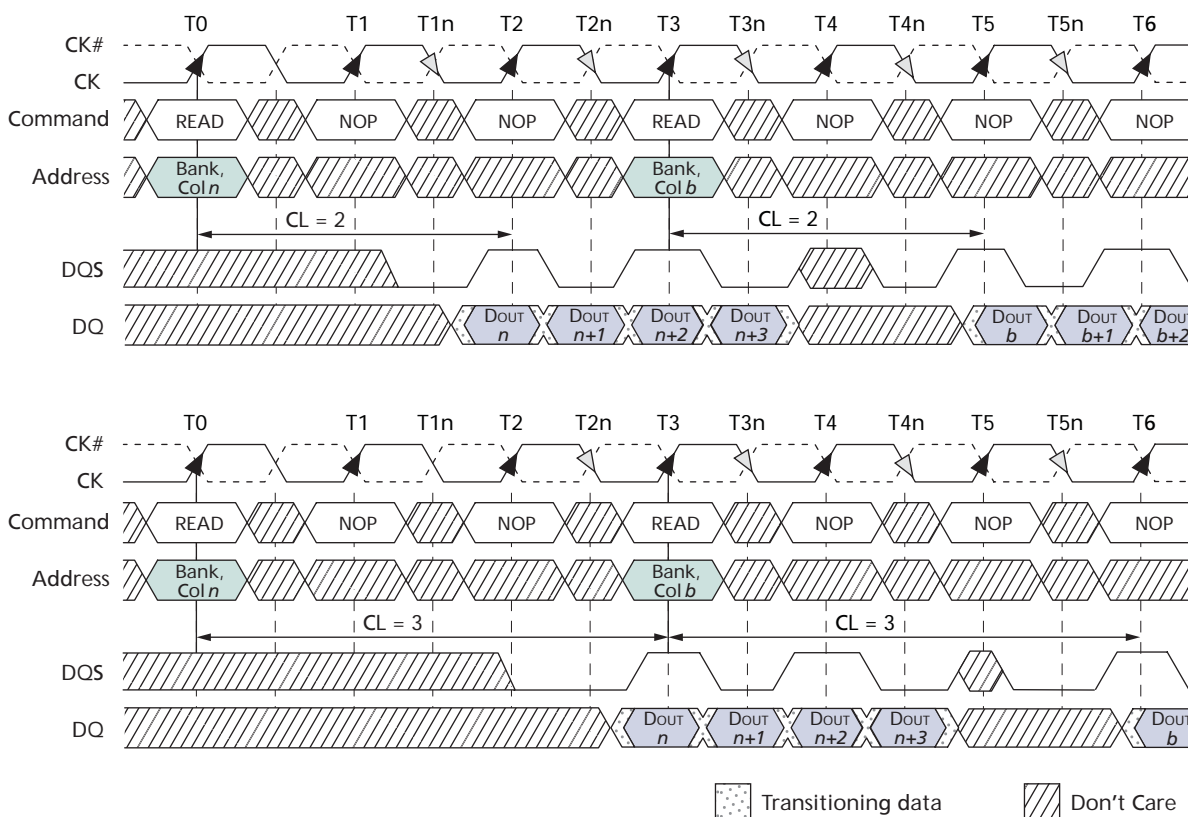 T0 T1 T1n T2 T2n T3 T3n T4 T4n T5 T5n T6
CK#
CK
Command READ NOP NOP READ NOP NOP NOP
Address Bank, Col n Bank, Col b
CL = 2 CL = 2
DQS
DQ DOUT n DOUT n+1 DOUT n+2 DOUT n+3 DOUT b DOUT b+1 DOUT b+2
T0 T1 T1n T2 T2n T3 T3n T4 T4n T5 T5n T6
CK#
CK
Command READ NOP NOP READ NOP NOP NOP
Address Bank, Col n Bank, Col b
CL = 3 CL = 3
DQS
DQ DOUT n DOUT n+1 DOUT n+2 DOUT n+3 DOUT b
Transitioning data Don't Care